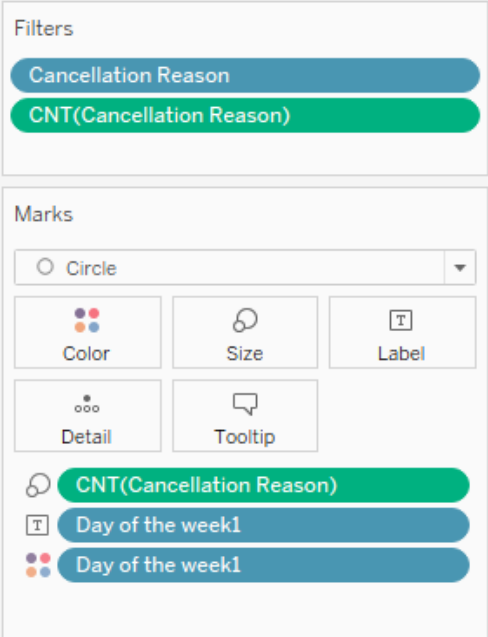 Filters
Cancellation Reason
CNT(Cancellation Reason)
Marks
Circle
Color Size Label
Detail Tooltip
CNT(Cancellation Reason)
T Day of the week1
Day of the week1